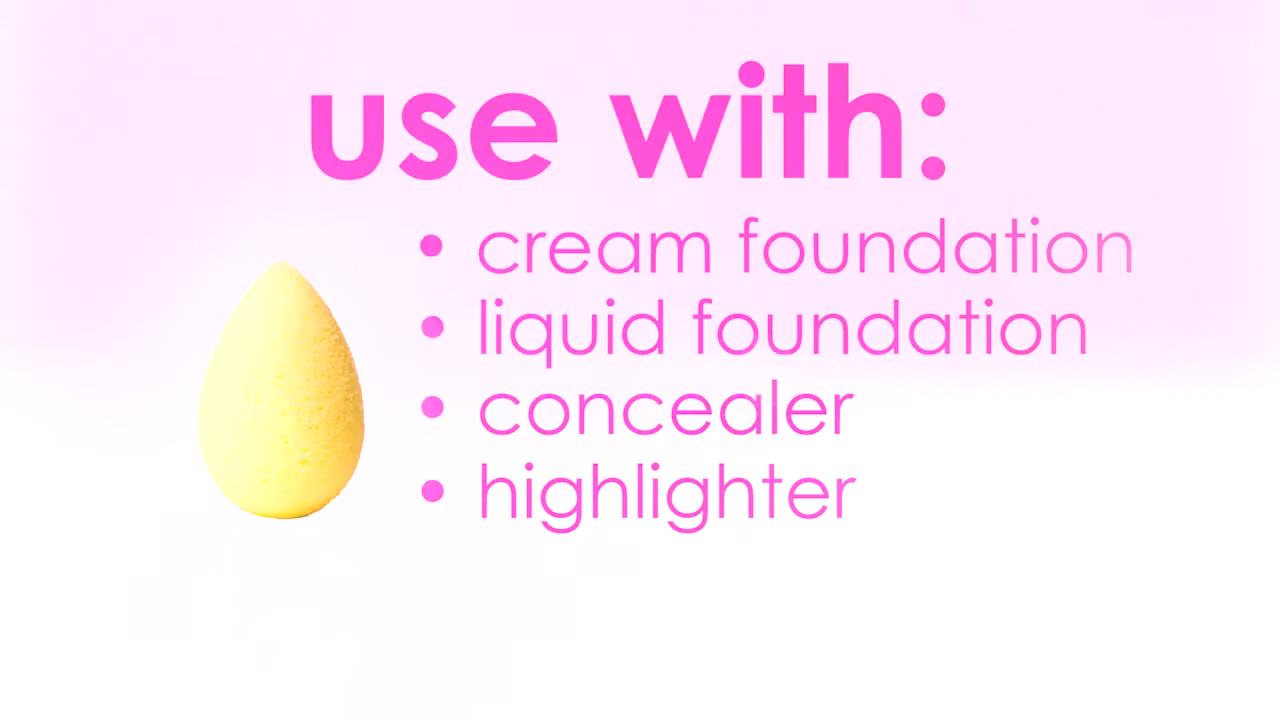 use with:
• cream foundation
• liquid foundation
• concealer
• highlighter